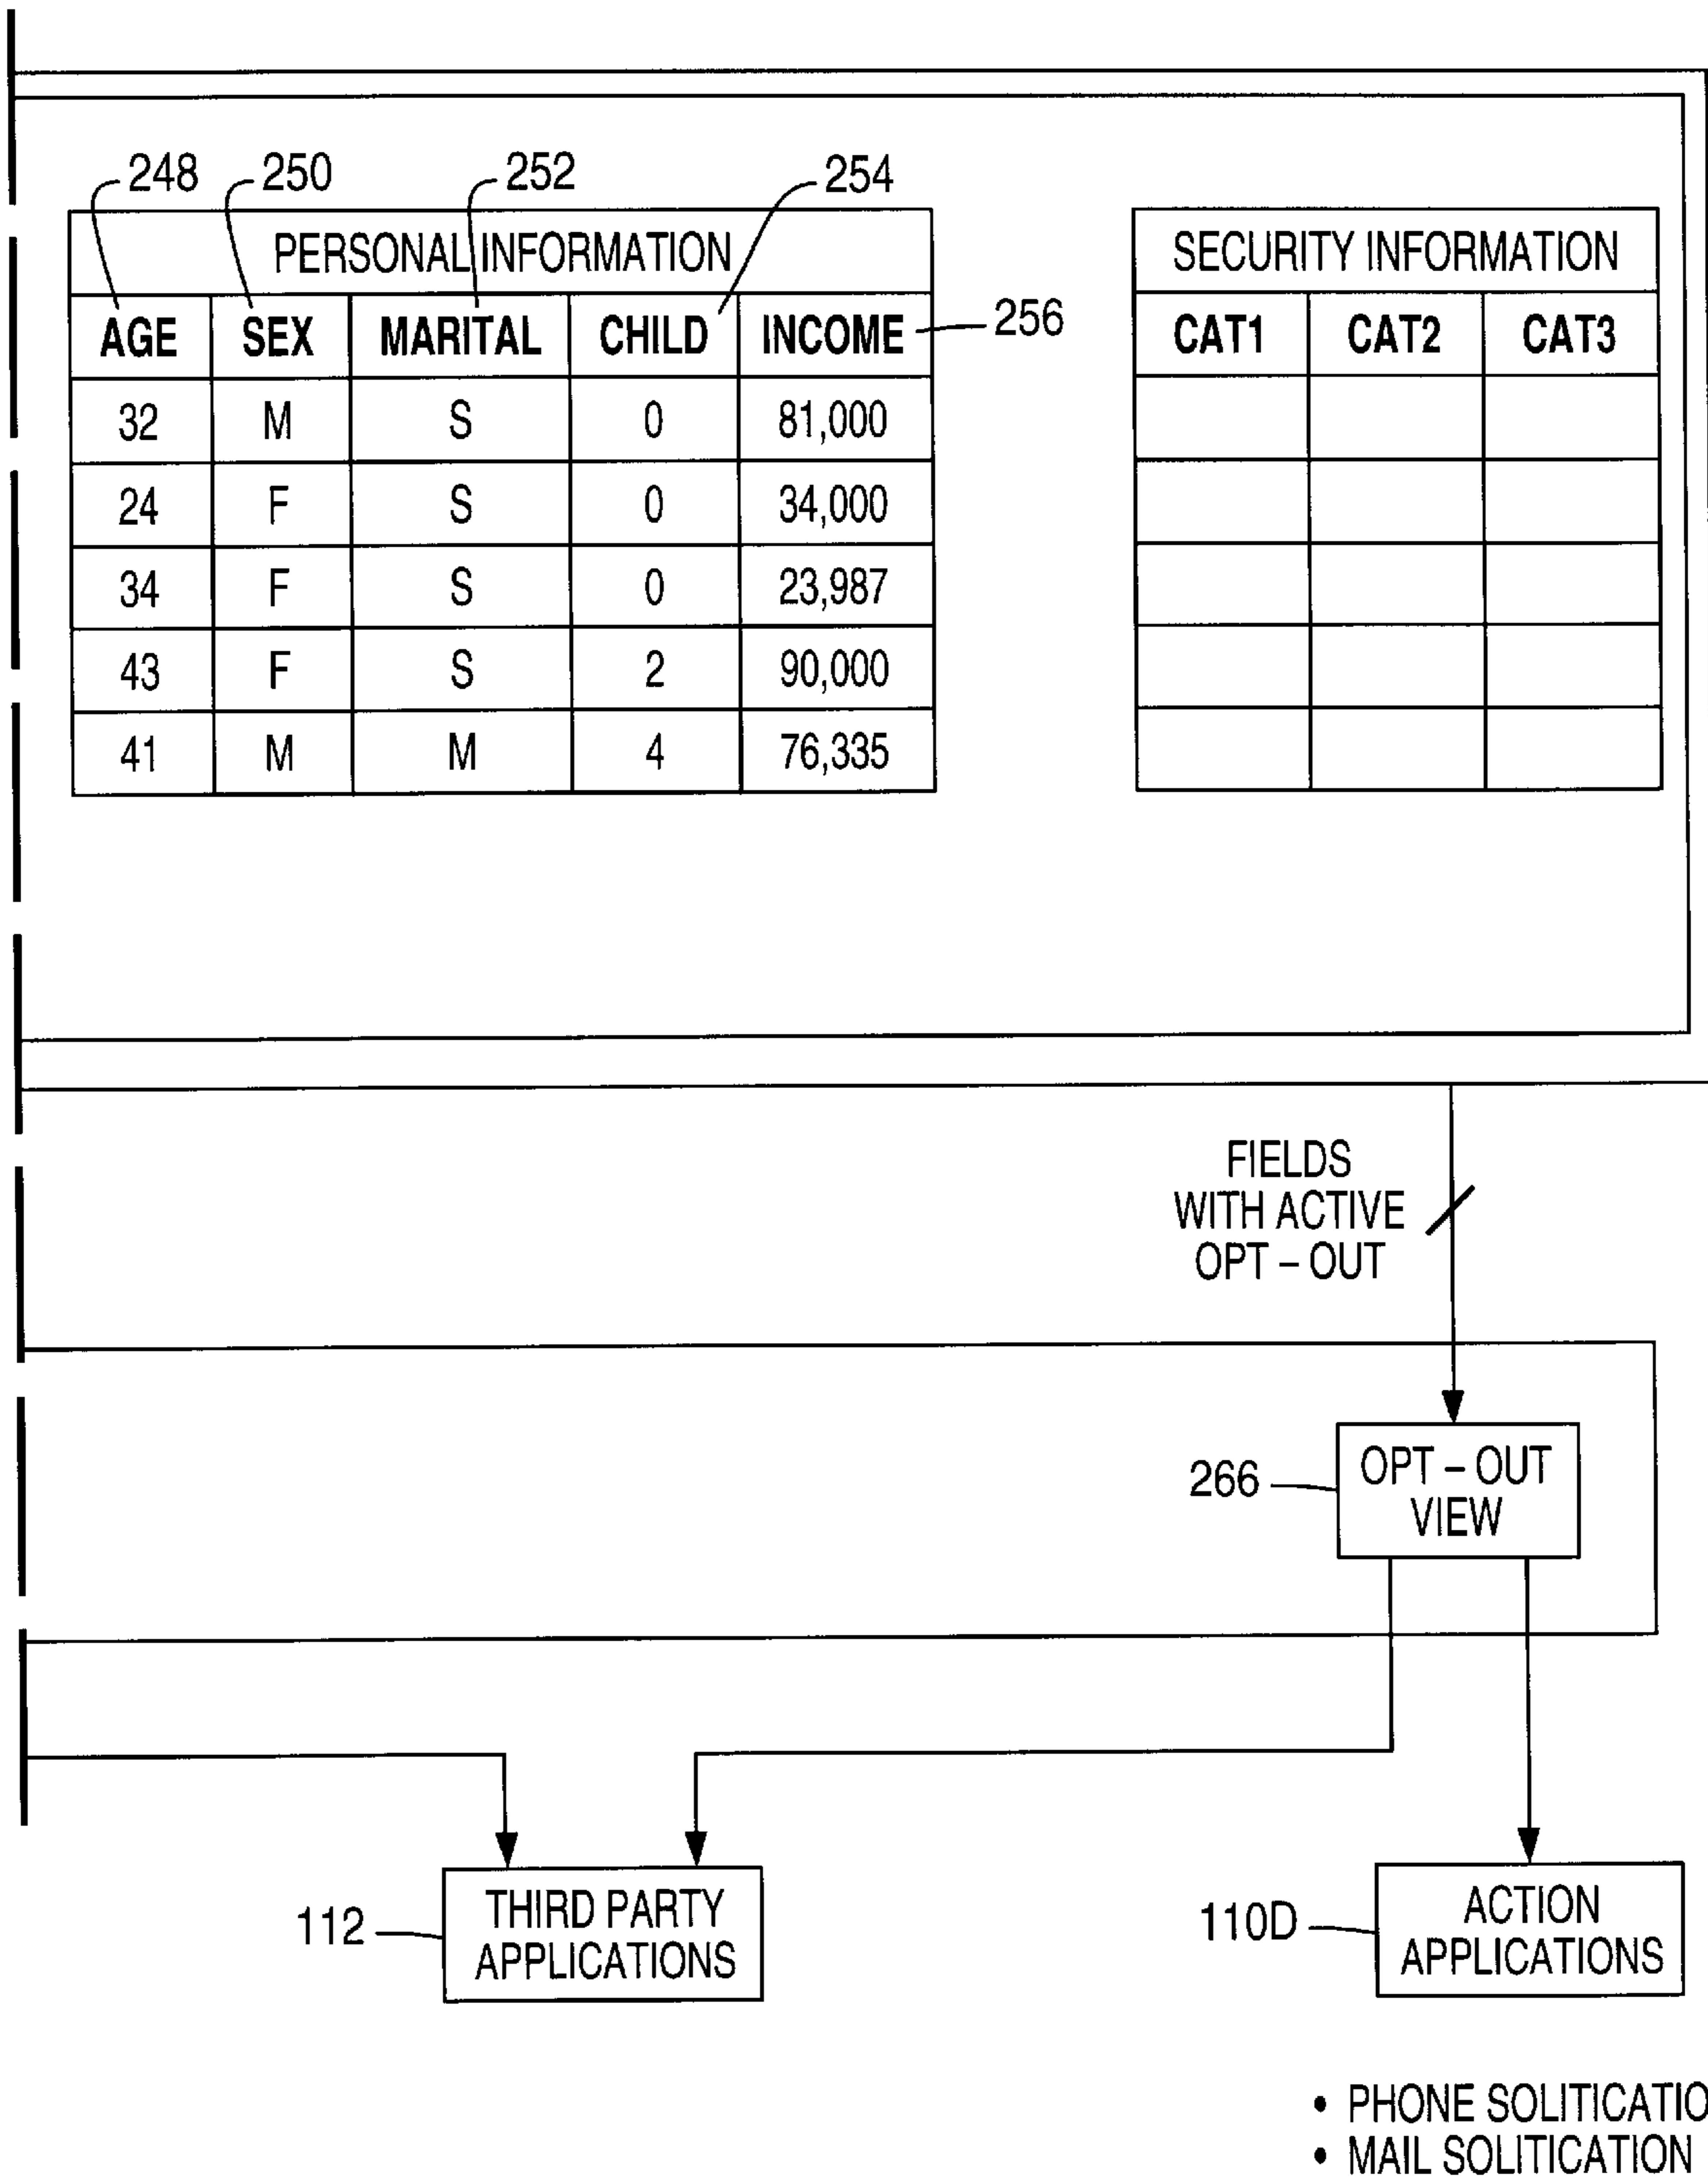 248 250 252 254
PERSONAL INFORMATION
AGE SEX MARITAL CHILD INCOME 256
32 M S 0 81,000
24 F S 0 34,000
34 F S 0 23,987
43 F S 2 90,000
41 M M 4 76,335
SECURITY INFORMATION
CAT1 CAT2 CAT3
FIELDS
WITH ACTIVE
OPT – OUT
266
OPT – OUT
VIEW
112
THIRD PARTY
APPLICATIONS
110D
ACTION
APPLICATIONS
• PHONE SOLITICATIO
• MAIL SOLITICATION